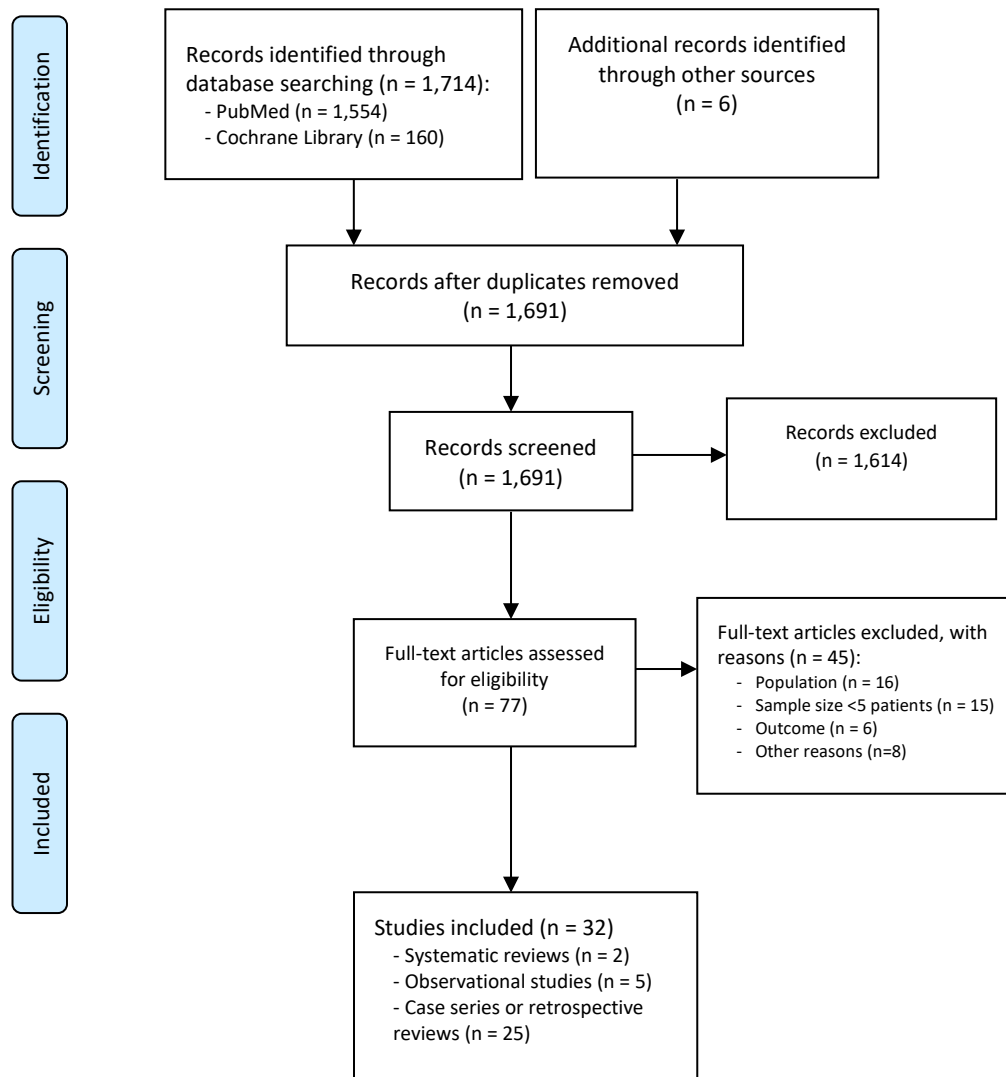 Identification
Records identified through
database searching (n = 1,714):
- PubMed (n = 1,554)
- Cochrane Library (n = 160)
Additional records identified
through other sources
(n = 6)
Screening
Records after duplicates removed
(n = 1,691)
Records screened
(n = 1,691)
Records excluded
(n = 1,614)
Eligibility
Full-text articles assessed
for eligibility
(n = 77)
Full-text articles excluded, with
reasons (n = 45):
- Population (n = 16)
- Sample size <5 patients (n = 15)
- Outcome (n = 6)
- Other reasons (n=8)
Included
Studies included (n = 32)
- Systematic reviews (n = 2)
- Observational studies (n = 5)
- Case series or retrospective
reviews (n = 25)